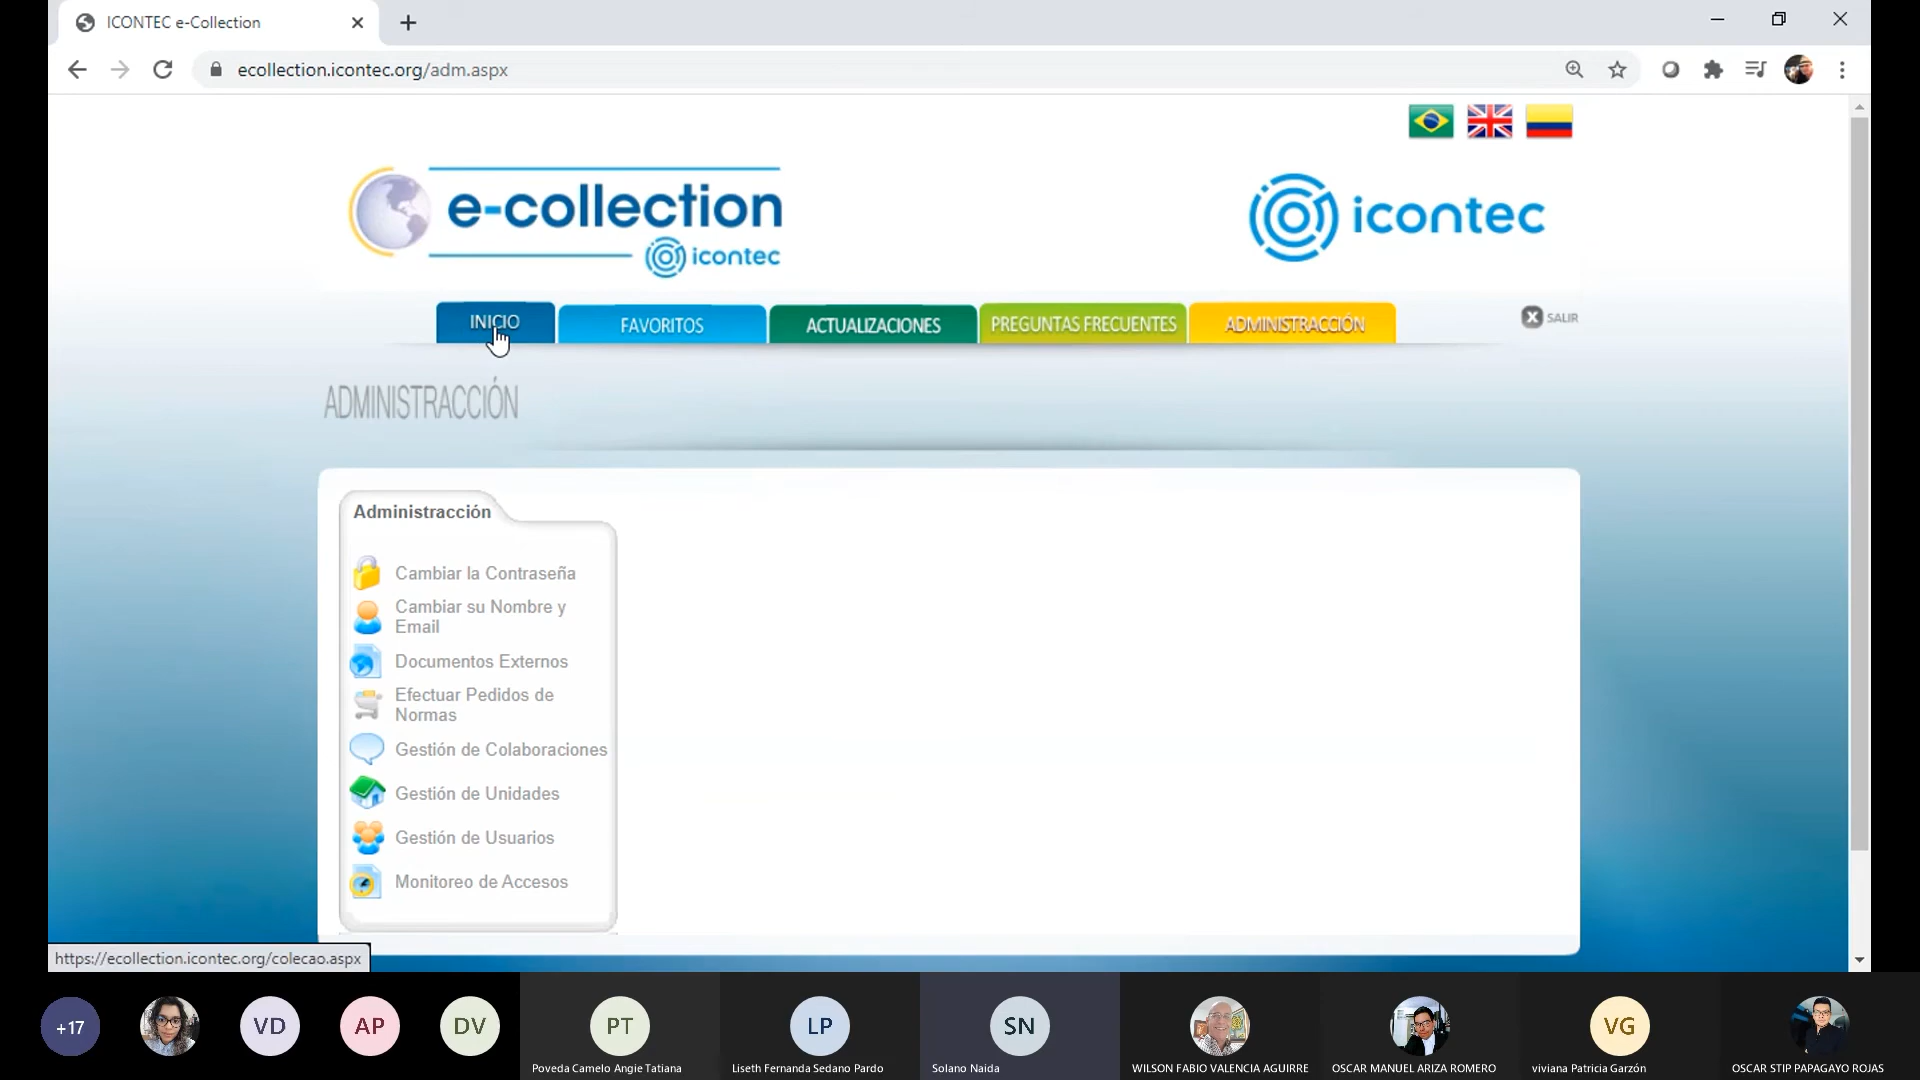 ICONTEC e-Collection
ecollection.icontec.org/adm.aspx
e-collection
icontec
icontec
INICIO
FAVORITOS
ACTUALIZACIONES
PREGUNTAS FRECUENTES
ADMINISTRACCIÓN
X SALIR
ADMINISTRACCIÓN
Administracción
Cambiar la Contraseña
Cambiar su Nombre y
Email
Documentos Externos
Efectuar Pedidos de
Normas
Gestión de Colaboraciones
Gestión de Unidades
Gestión de Usuarios
Monitoreo de Accesos
https://ecollection.icontec.org/colecao.aspx
+17
VD
AP
DV
PT
LP
SN
VG
Poveda Camelo Angie Tatiana
Liseth Fernanda Sedano Pardo
Solano Naida
WILSON FABIO VALENCIA AGUIRRE
OSCAR MANUEL ARIZA ROMERO
viviana Patricia Garzón
OSCAR STIP PAPAGAYO ROJAS